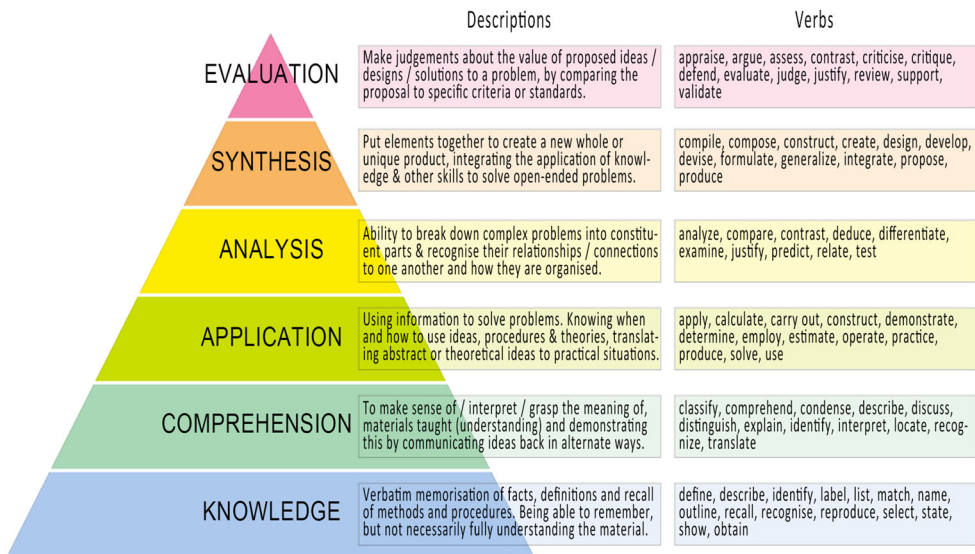 Descriptions
Verbs
EVALUATION
Make judgements about the value of proposed ideas /
designs / solutions to a problem, by comparing the
proposal to specific criteria or standards.
appraise, argue, assess, contrast, criticise, critique,
defend, evaluate, judge, justify, review, support,
validate
SYNTHESIS
Put elements together to create a new whole or
unique product, integrating the application of knowl-
edge & other skills to solve open-ended problems.
compile, compose, construct, create, design, develop,
devise, formulate, generalize, integrate, propose,
produce
ANALYSIS
Ability to break down complex problems into constitu-
ent parts & recognise their relationships / connections
to one another and how they are organised.
analyze, compare, contrast, deduce, differentiate,
examine, justify, predict, relate, test
APPLICATION
Using information to solve problems. Knowing when
and how to use ideas, procedures & theories, translat-
ing abstract or theoretical ideas to practical situations.
apply, calculate, carry out, construct, demonstrate,
determine, employ, estimate, operate, practice,
produce, solve, use
COMPREHENSION
To make sense of / interpret / grasp the meaning of,
materials taught (understanding) and demonstrating
this by communicating ideas back in alternate ways.
classify, comprehend, condense, describe, discuss,
distinguish, explain, identify, interpret, locate, recog-
nize, translate
KNOWLEDGE
Verbatim memorisation of facts, definitions and recall
of methods and procedures. Being able to remember,
but not necessarily fully understanding the material.
define, describe, identify, label, list, match, name,
outline, recall, recognise, reproduce, select, state,
show, obtain